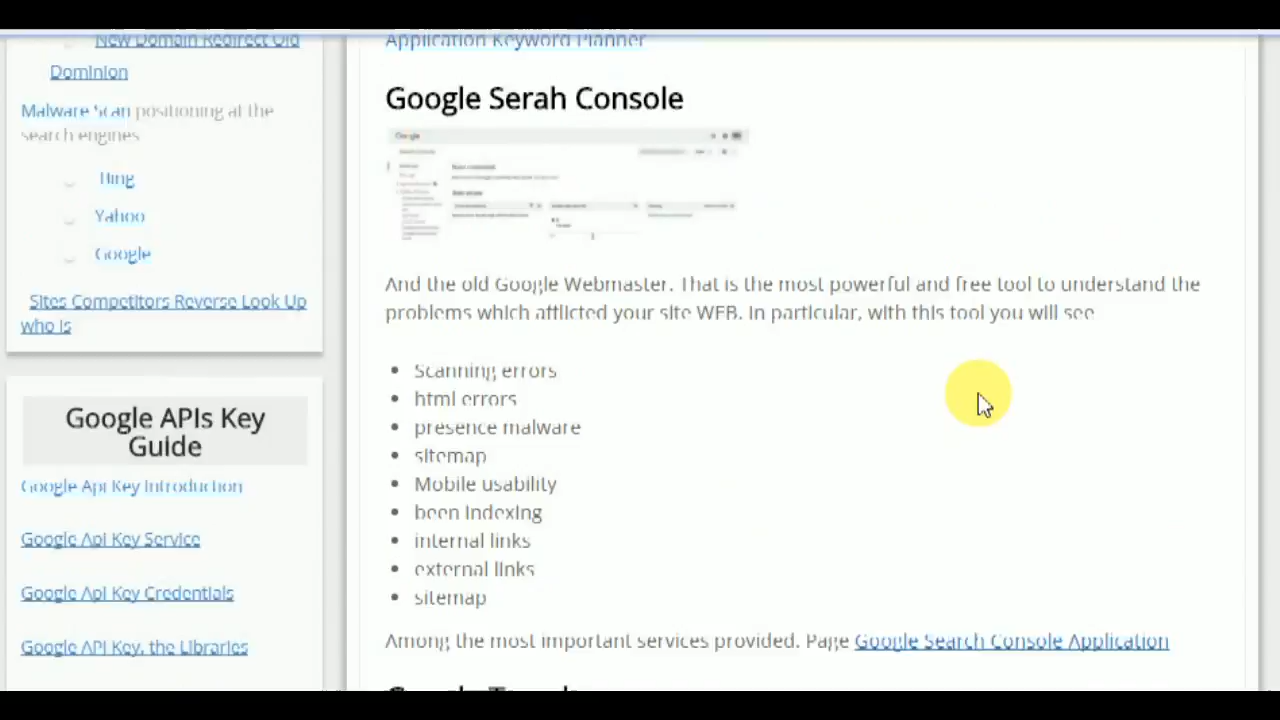 New Domain Redirect Old
Dominion
Malware Scan positioning at the
search engines
Bing
Yahoo
Google
Sites Competitors Reverse Look Up
who is
Google APIs Key
Guide
Google Api Key Introduction
Google Api Key Service
Google Api Key Credentials
Google API Key, the Libraries
Application Keyword Planner
Google Serah Console
Google
And the old Google Webmaster. That is the most powerful and free tool to understand the
problems which afflicted your site WEB. In particular, with this tool you will see
Scanning errors
html errors
presence malware
sitemap
Mobile usability
been indexing
internal links
external links
sitemap
Among the most important services provided. Page Google Search Console Application
Google